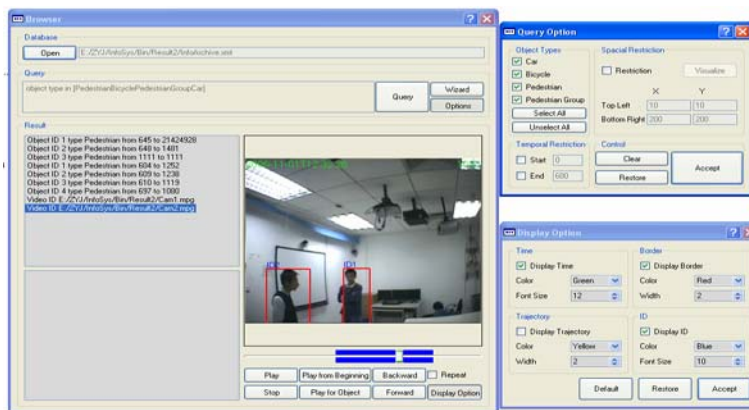 Browser
Database
Open E:/ZYJ/InfoSys/Bin/Result2/infoarchive.xml
Query
object type in [PedestrianBicyclePedestrianGroupCar]
Query
Wizard
Options
Result
Object ID 1 type Pedestrian from 645 to 21424928
Object ID 2 type Pedestrian from 648 to 1481
Object ID 3 type Pedestrian from 1111 to 1111
Object ID 1 type Pedestrian from 604 to 1252
Object ID 2 type Pedestrian from 609 to 1238
Object ID 3 type Pedestrian from 610 to 1119
Object ID 4 type Pedestrian from 697 to 1080
Video ID E:/ZYJ/InfoSys/Bin/Result2/Cam1.mpg
Video ID E:/ZYJ/InfoSys/Bin/Result2/Cam2.mpg
ID2 ID1
Play Play from Beginning Backward Repeat
Stop Play for Object Forward Display Option
Query Option
Object Types
Car
Bicycle
Pedestrian
Pedestrian Group
Select All
Unselect All
Spacial Restriction
Restriction Visualize
X Y
Top Left 10 10
Bottom Right 200 200
Temporal Restriction
Start 0
End 600
Control
Clear
Restore
Accept
Display Option
Time
Display Time
Color Green
Font Size 12
Border
Display Border
Color Red
Width 2
Trajectory
Display Trajectory
Color Yellow
Width 2
ID
Display ID
Color Blue
Font Size 10
Default Restore Accept